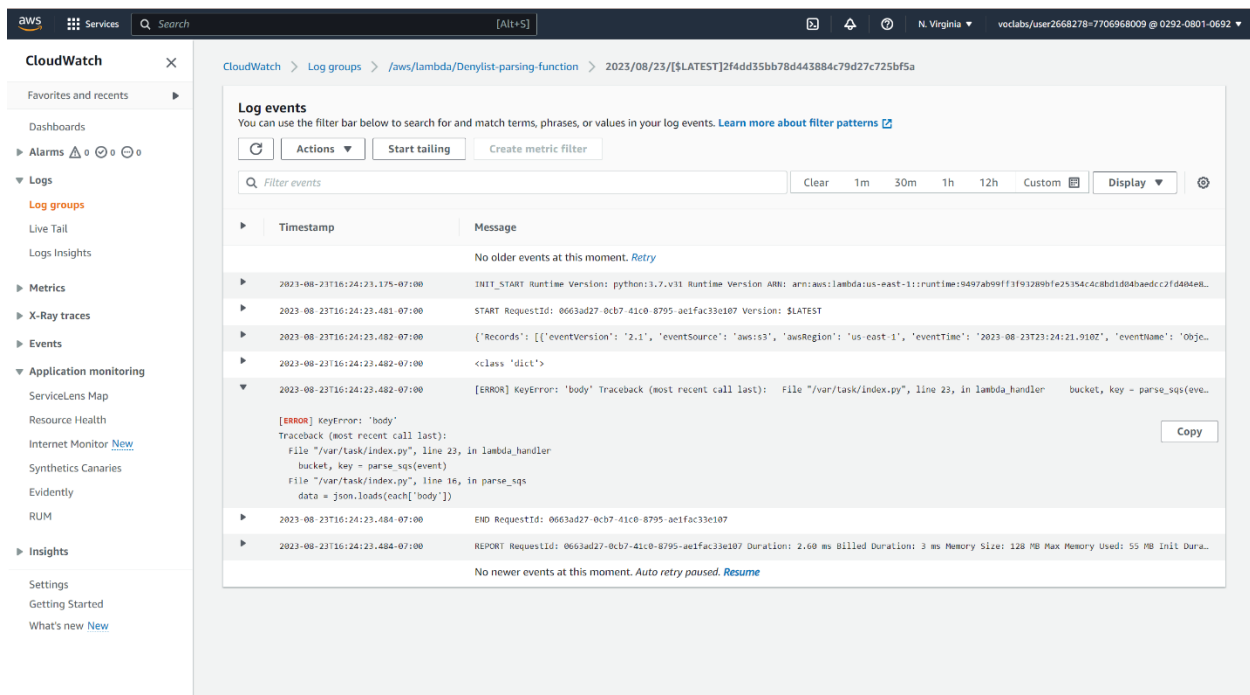 aws Services Search [Alt+S] N. Virginia voclabs/user2668278=7706968009 @ 0292-0801-0692
CloudWatch
Favorites and recents
Dashboards
Alarms 0 0 0
Logs
Log groups
Live Tail
Logs Insights
Metrics
X-Ray traces
Events
Application monitoring
ServiceLens Map
Resource Health
Internet Monitor New
Synthetics Canaries
Evidently
RUM
Insights
Settings
Getting Started
What's new New
CloudWatch > Log groups > /aws/lambda/Denylist-parsing-function > 2023/08/23/[$LATEST]2f4dd35bb78d443884c79d27c725bf5a
Log events
You can use the filter bar below to search for and match terms, phrases, or values in your log events. Learn more about filter patterns
Actions Start tailing Create metric filter
Filter events Clear 1m 30m 1h 12h Custom Display
Timestamp Message
No older events at this moment. Retry
2023-08-23T16:24:23.175-07:00 INIT_START Runtime Version: python:3.7.v31 Runtime Version ARN: arn:aws:lambda:us-east-1::runtime:9497ab99ff3f93289bfe25354c4c8bd1d04baedcc2fd404e8…
2023-08-23T16:24:23.481-07:00 START RequestId: 0663ad27-0cb7-41c0-8795-ae1fac33e107 Version: $LATEST
2023-08-23T16:24:23.482-07:00 {'Records': [{'eventVersion': '2.1', 'eventSource': 'aws:s3', 'awsRegion': 'us-east-1', 'eventTime': '2023-08-23T23:24:21.910Z', 'eventName': 'Obje…
2023-08-23T16:24:23.482-07:00 <class 'dict'>
2023-08-23T16:24:23.482-07:00 [ERROR] KeyError: 'body' Traceback (most recent call last): File "/var/task/index.py", line 23, in lambda_handler bucket, key = parse_sqs(eve…
[ERROR] KeyError: 'body'
Traceback (most recent call last):
File "/var/task/index.py", line 23, in lambda_handler
bucket, key = parse_sqs(event)
File "/var/task/index.py", line 16, in parse_sqs
data = json.loads(each['body'])
Copy
2023-08-23T16:24:23.484-07:00 END RequestId: 0663ad27-0cb7-41c0-8795-ae1fac33e107
2023-08-23T16:24:23.484-07:00 REPORT RequestId: 0663ad27-0cb7-41c0-8795-ae1fac33e107 Duration: 2.60 ms Billed Duration: 3 ms Memory Size: 128 MB Max Memory Used: 55 MB Init Dura…
No newer events at this moment. Auto retry paused. Resume